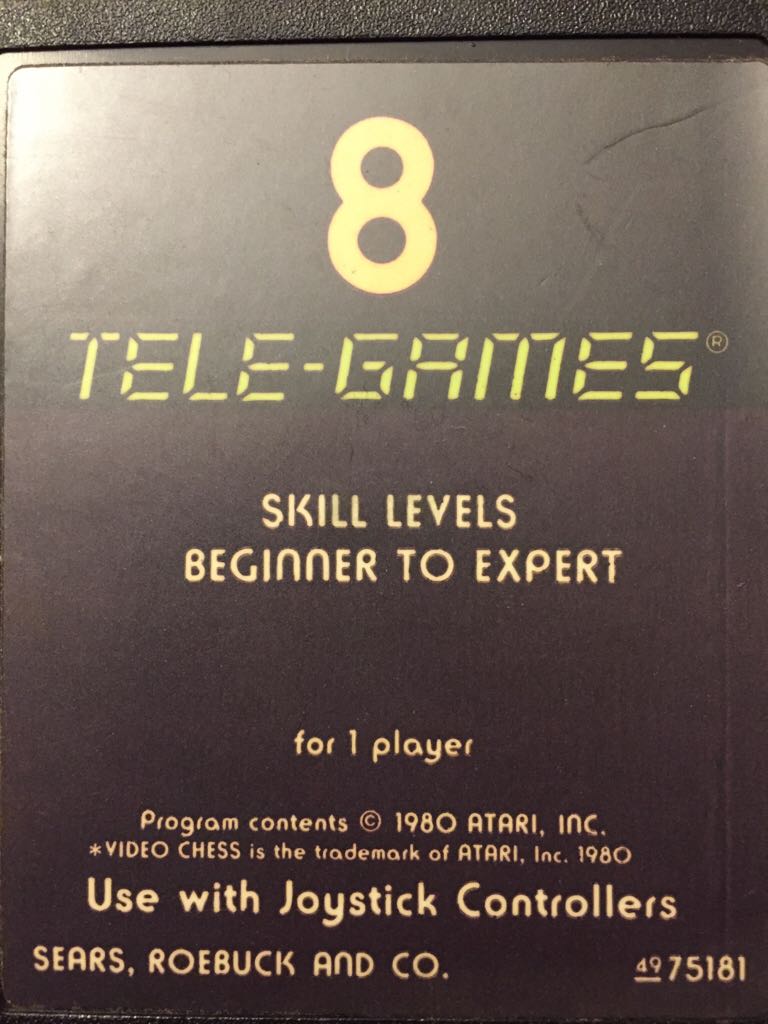 8
TELE-GAMES®
SKILL LEVELS
BEGINNER TO EXPERT
for 1 player
Program contents © 1980 ATARI, INC.
*VIDEO CHESS is the trademark of ATARI, Inc. 1980
Use with Joystick Controllers
SEARS, ROEBUCK AND CO. 49 75181